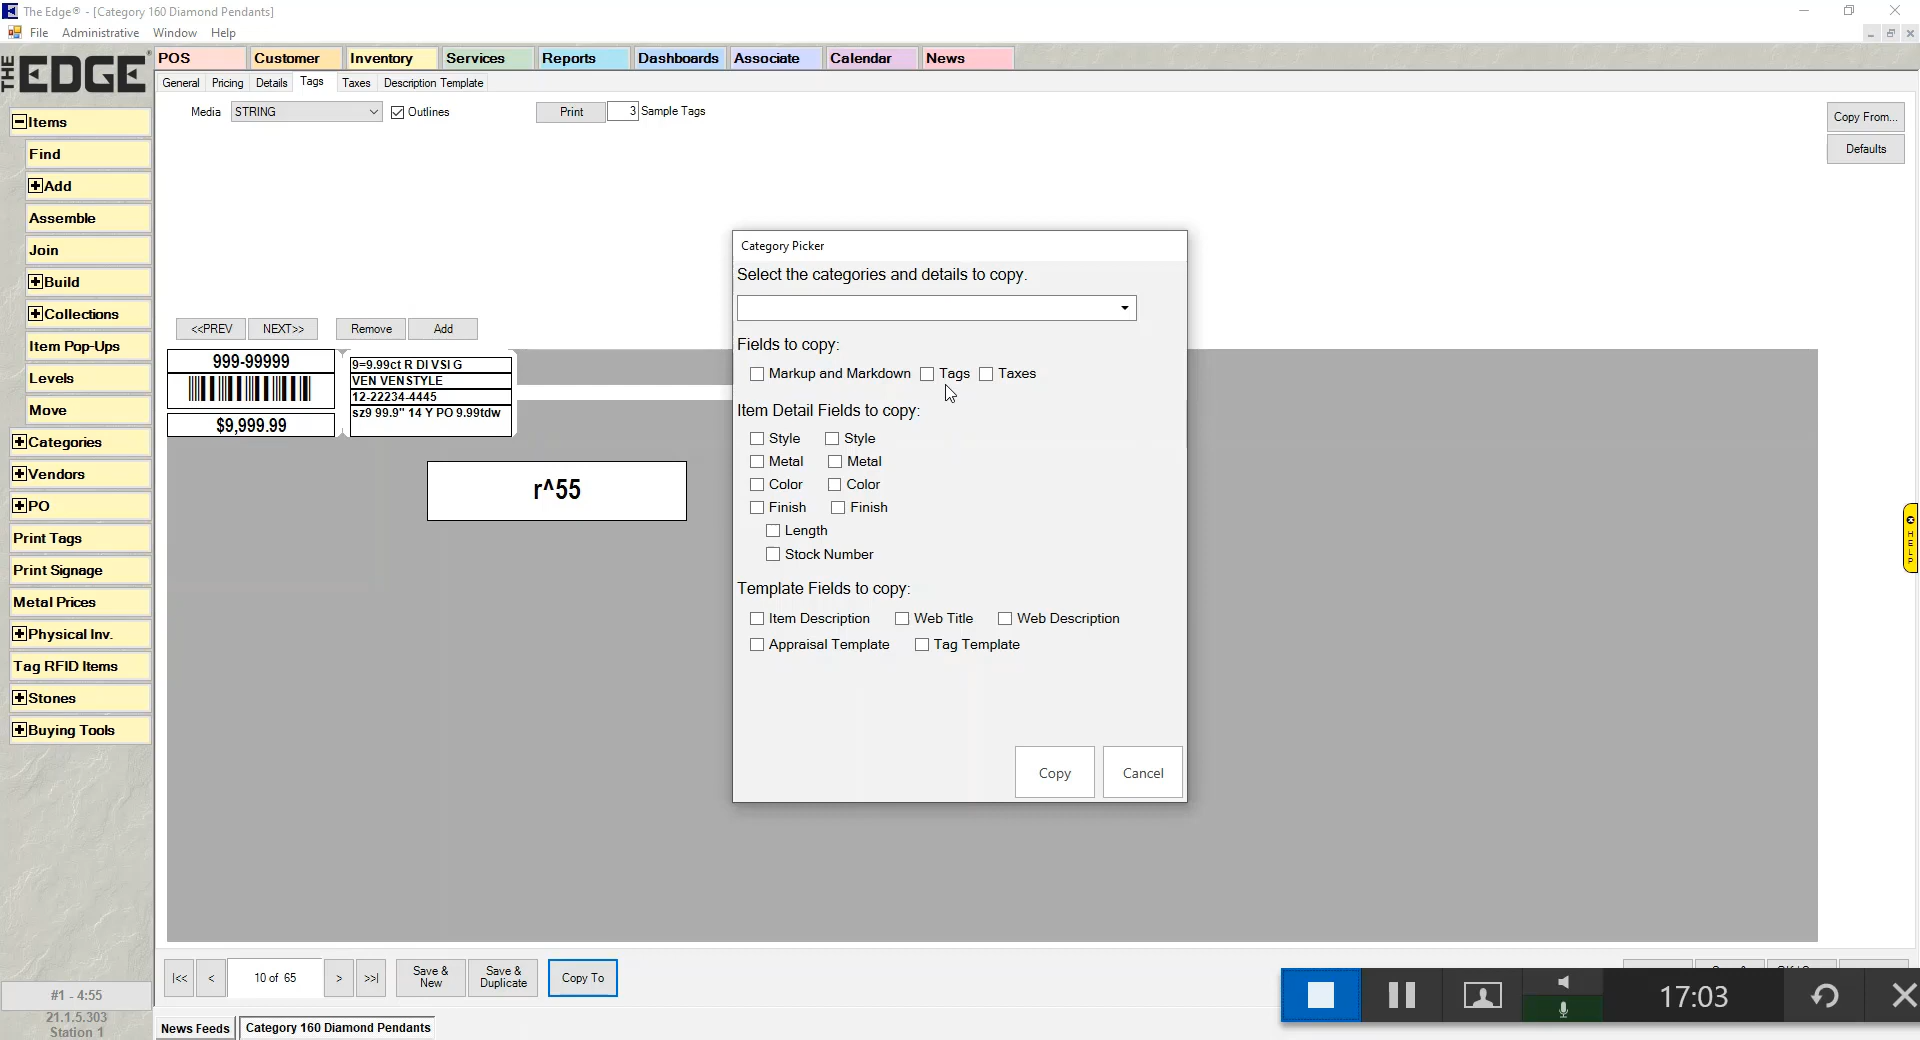 The Edge® - [Category 160 Diamond Pendants]
File Administrative Window Help
THE EDGE®
POS Customer Inventory Services Reports Dashboards Associate Calendar News
General Pricing Details Tags Taxes Description Template
Media STRING Outlines Print 3 Sample Tags
Copy From...
Defaults
Items
Find
Add
Assemble
Join
Build
Collections
Item Pop-Ups
Levels
Move
Categories
Vendors
PO
Print Tags
Print Signage
Metal Prices
Physical Inv.
Tag RFID Items
Stones
Buying Tools
#1 - 4:55
21.1.5.303
Station 1
<<PREV NEXT>> Remove Add
999-99999
$9,999.99
9=9.99ct R DI VSI G
VEN VENSTYLE
12-22234-4445
sz9 99.9" 14 Y PO 9.99tdw
r^55
Category Picker
Select the categories and details to copy.
Fields to copy:
Markup and Markdown Tags Taxes
Item Detail Fields to copy:
Style Style
Metal Metal
Color Color
Finish Finish
Length
Stock Number
Template Fields to copy:
Item Description Web Title Web Description
Appraisal Template Tag Template
Copy Cancel
HELP
|<< < 10 of 65 > >>|
Save & New
Save & Duplicate
Copy To
17:03
News Feeds Category 160 Diamond Pendants